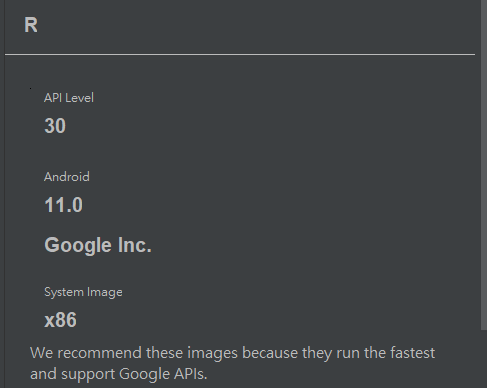 R
API Level
30
Android
11.0
Google Inc.
System Image
x86
We recommend these images because they run the fastest
and support Google APIs.